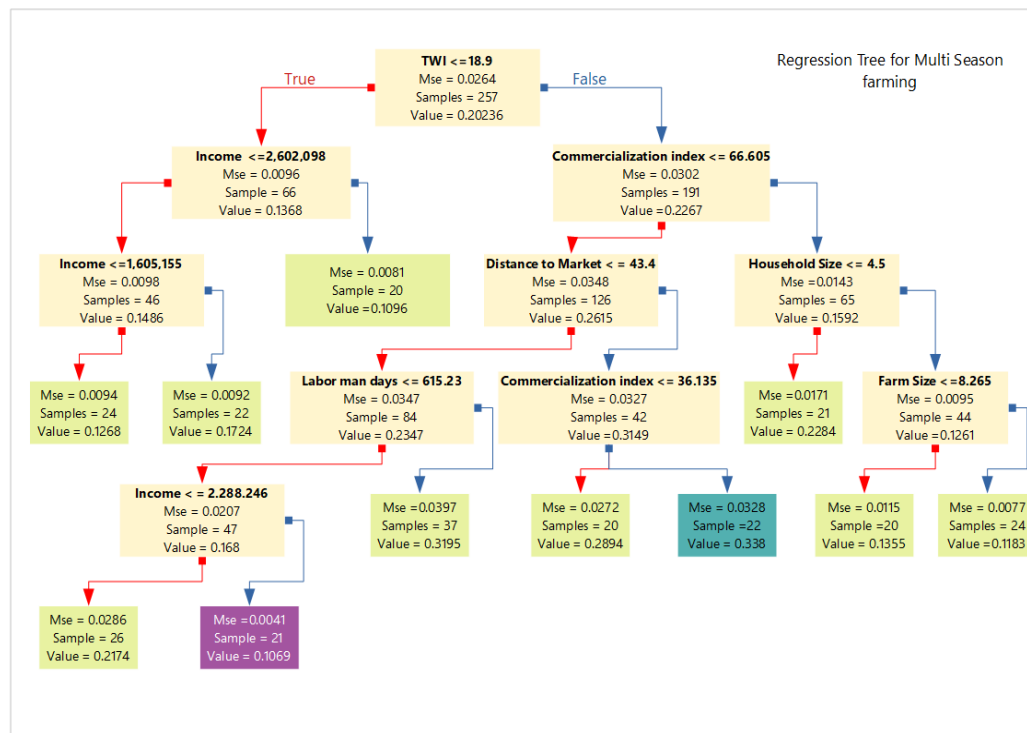 Regression Tree for Multi Season
farming
TWI <=18.9
Mse = 0.0264
Samples = 257
Value = 0.20236
True
False
Income <=2,602,098
Mse = 0.0096
Sample = 66
Value = 0.1368
Commercialization index <= 66.605
Mse = 0.0302
Samples = 191
Value =0.2267
Income <=1,605,155
Mse = 0.0098
Samples = 46
Value = 0.1486
Mse = 0.0081
Sample = 20
Value =0.1096
Distance to Market <= 43.4
Mse = 0.0348
Samples = 126
Value = 0.2615
Household Size <= 4.5
Mse =0.0143
Samples = 65
Value = 0.1592
Mse = 0.0094
Samples = 24
Value = 0.1268
Mse = 0.0092
Samples = 22
Value = 0.1724
Labor man days <= 615.23
Mse = 0.0347
Samples = 84
Value = 0.2347
Commercialization index <= 36.135
Mse = 0.0327
Samples = 42
Value =0.3149
Mse =0.0171
Samples = 21
Value = 0.2284
Farm Size <=8.265
Mse = 0.0095
Samples = 44
Value =0.1261
Income <= 2.288.246
Mse = 0.0207
Sample = 47
Value = 0.168
Mse =0.0397
Samples = 37
Value = 0.3195
Mse = 0.0272
Samples = 20
Value = 0.2894
Mse = 0.0328
Sample =22
Value = 0.338
Mse = 0.0115
Samples =20
Value = 0.1355
Mse = 0.0077
Samples = 24
Value =0.1183
Mse = 0.0286
Sample = 26
Value = 0.2174
Mse =0.0041
Sample = 21
Value = 0.1069